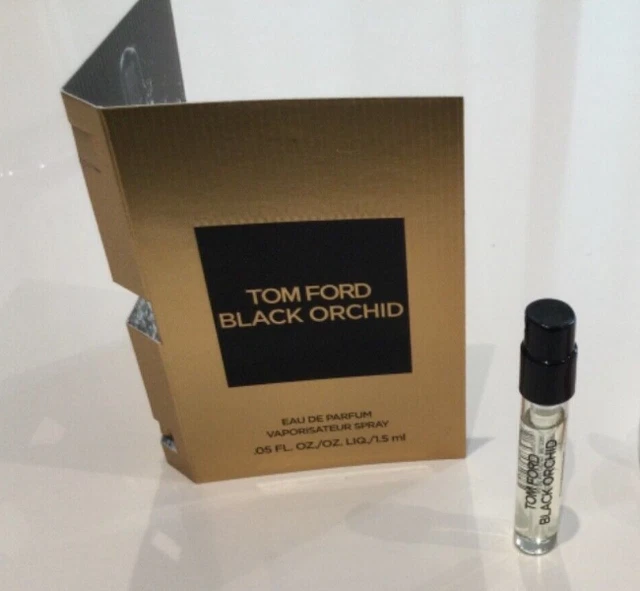 TOM FORD
BLACK ORCHID
EAU DE PARFUM
VAPORISATEUR SPRAY
.05 FL. OZ./OZ. LIQ./1.5 ml
TOM FORD
BLACK ORCHID